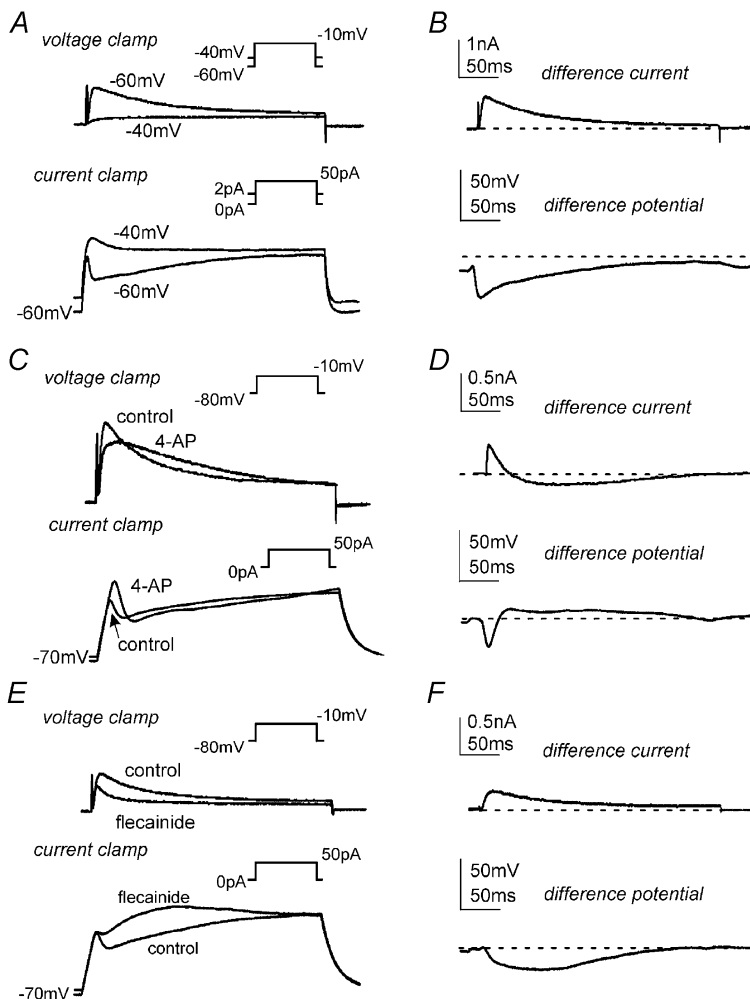 A
voltage clamp
-10mV
-40mV
-60mV
-60mV
-40mV
current clamp
50pA
2pA
0pA
-40mV
-60mV
-60mV
B
1nA
50ms
difference current
50mV
50ms
difference potential
C
voltage clamp
-10mV
-80mV
control
4-AP
current clamp
50pA
0pA
4-AP
control
-70mV
D
0.5nA
50ms
difference current
50mV
50ms
difference potential
E
voltage clamp
-10mV
-80mV
control
flecainide
current clamp
50pA
0pA
flecainide
control
-70mV
F
0.5nA
50ms
difference current
50mV
50ms
difference potential